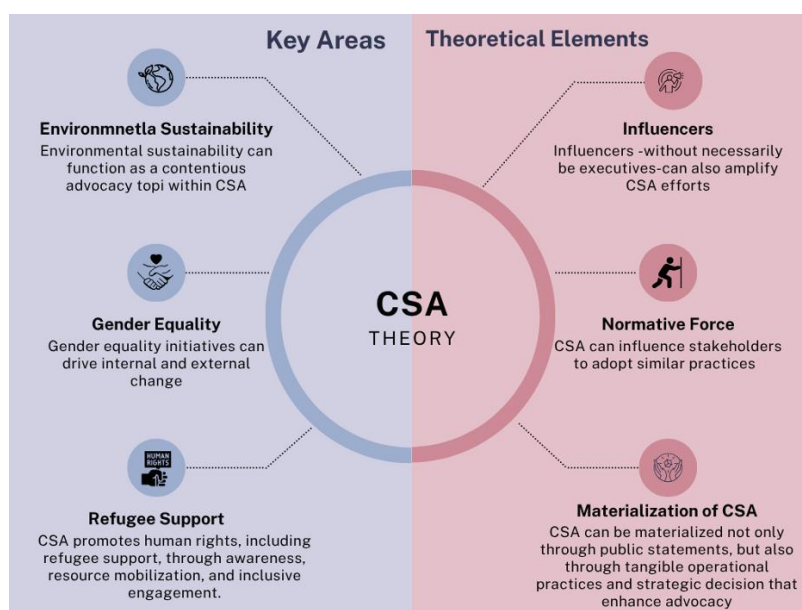 Key Areas
Theoretical Elements
Environmnetla Sustainability
Environmental sustainability can
function as a contentious
advocacy topi within CSA
Gender Equality
Gender equality initiatives can
drive internal and external
change
HUMAN
RIGHTS
Refugee Support
CSA promotes human rights, including
refugee support, through awareness,
resource mobilization, and inclusive
engagement.
CSA
THEORY
Influencers
Influencers -without necessarily
be executives-can also amplify
CSA efforts
Normative Force
CSA can influence stakeholders
to adopt similar practices
Materialization of CSA
CSA can be materialized not only
through public statements, but also
through tangible operational
practices and strategic decision that
enhance advocacy